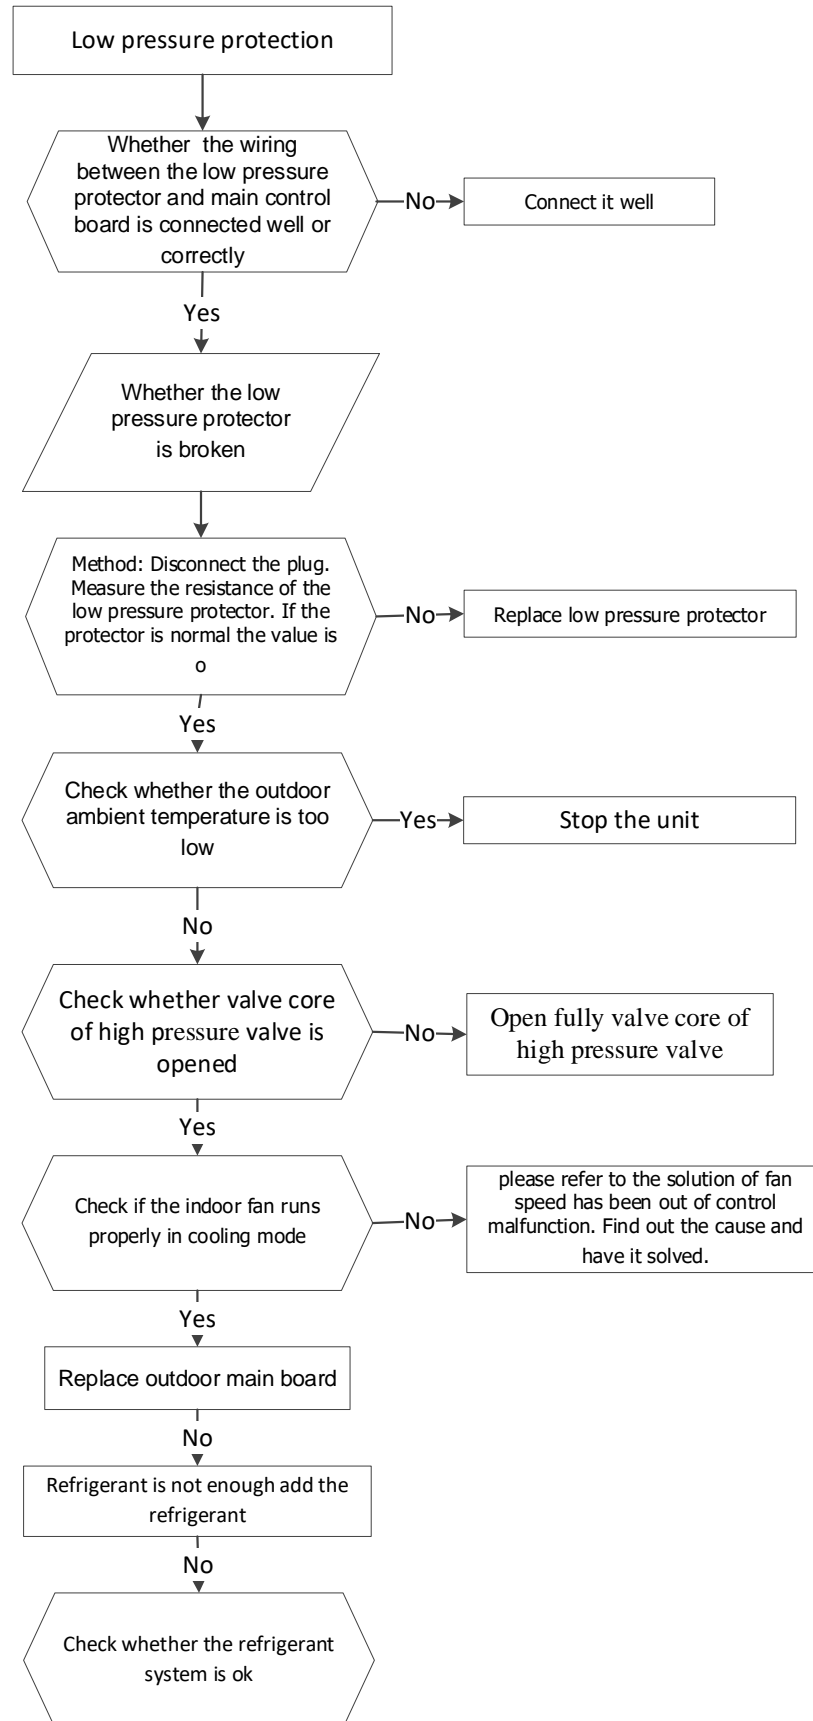 Low pressure protection
Whether the wiring
between the low pressure
protector and main control
board is connected well or
correctly
No
Connect it well
Yes
Whether the low
pressure protector
is broken
Method: Disconnect the plug.
Measure the resistance of the
low pressure protector. If the
protector is normal the value is
o
No
Replace low pressure protector
Yes
Check whether the outdoor
ambient temperature is too
low
Yes
Stop the unit
No
Check whether valve core
of high pressure valve is
opened
No
Open fully valve core of
high pressure valve
Yes
Check if the indoor fan runs
properly in cooling mode
No
please refer to the solution of fan
speed has been out of control
malfunction. Find out the cause and
have it solved.
Yes
Replace outdoor main board
No
Refrigerant is not enough add the
refrigerant
No
Check whether the refrigerant
system is ok